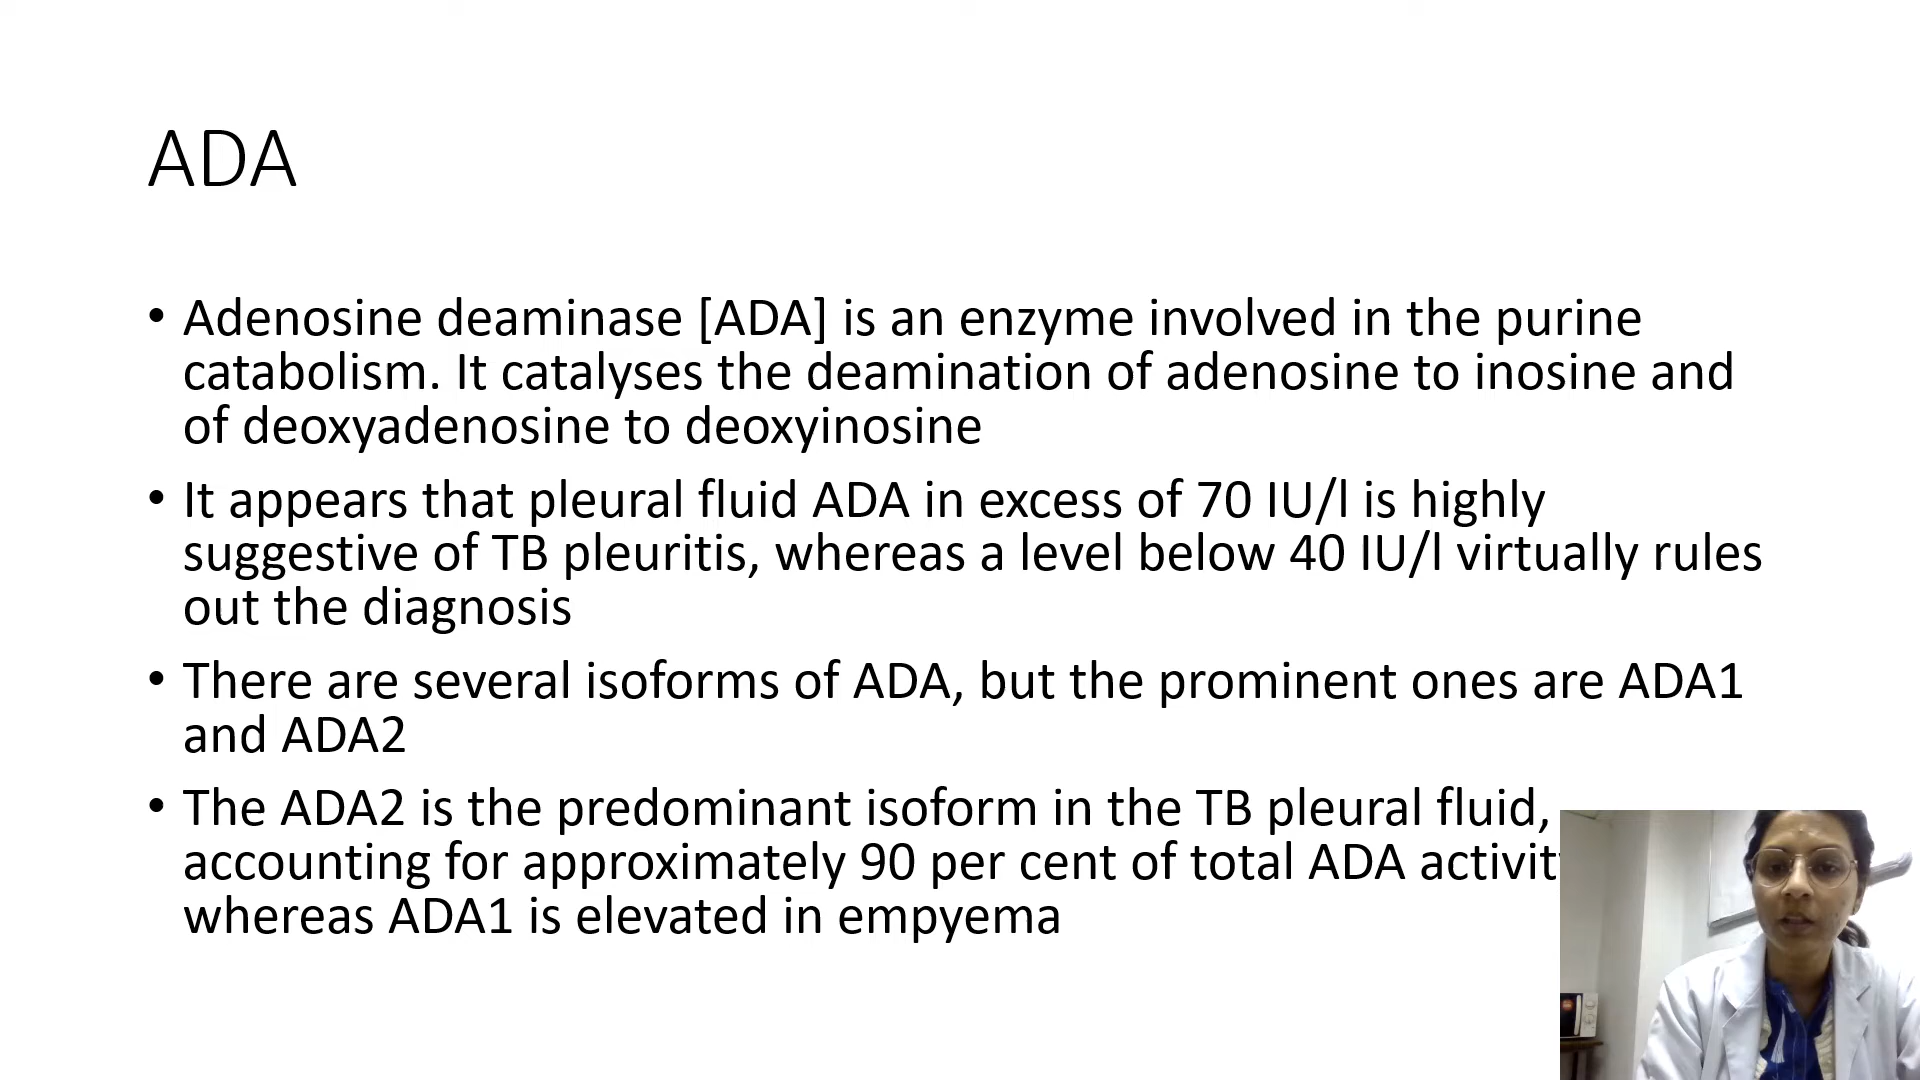 ADA
• Adenosine deaminase [ADA] is an enzyme involved in the purine
catabolism. It catalyses the deamination of adenosine to inosine and
of deoxyadenosine to deoxyinosine
• It appears that pleural fluid ADA in excess of 70 IU/l is highly
suggestive of TB pleuritis, whereas a level below 40 IU/l virtually rules
out the diagnosis
• There are several isoforms of ADA, but the prominent ones are ADA1
and ADA2
• The ADA2 is the predominant isoform in the TB pleural fluid,
accounting for approximately 90 per cent of total ADA
whereas ADA1 is elevated in empyema